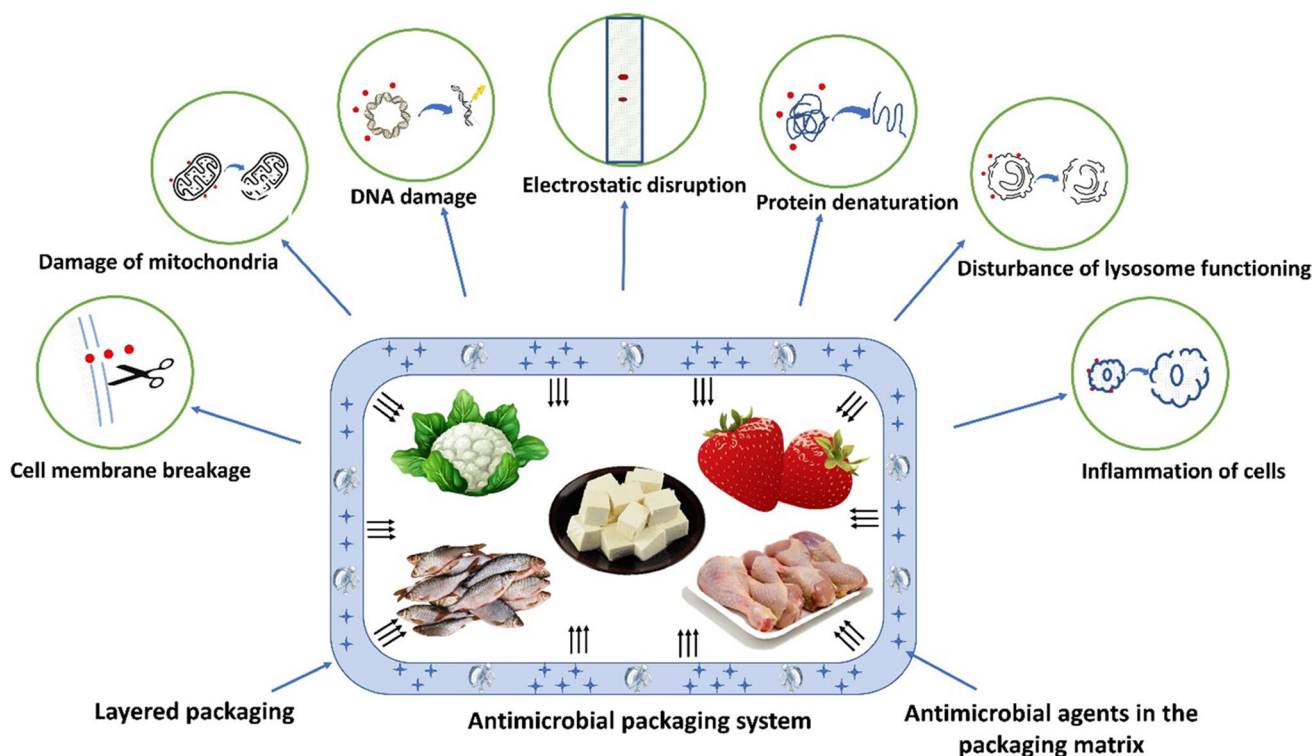 DNA damage
Electrostatic disruption
Protein denaturation
Damage of mitochondria
Disturbance of lysosome functioning
Cell membrane breakage
Inflammation of cells
Layered packaging
Antimicrobial packaging system
Antimicrobial agents in the
packaging matrix